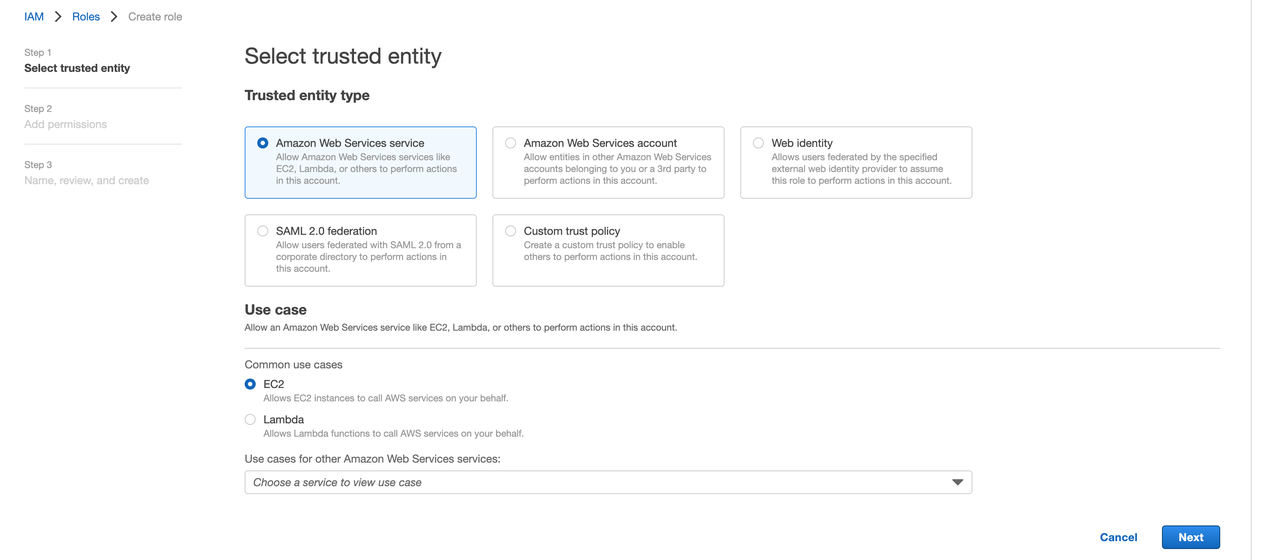 IAM > Roles > Create role
Step 1
Select trusted entity
Step 2
Add permissions
Step 3
Name, review, and create
Select trusted entity
Trusted entity type
Amazon Web Services service
Allow Amazon Web Services services like
EC2, Lambda, or others to perform actions
in this account.
Amazon Web Services account
Allow entities in other Amazon Web Services
accounts belonging to you or a 3rd party to
perform actions in this account.
Web identity
Allows users federated by the specified
external web identity provider to assume
this role to perform actions in this account.
SAML 2.0 federation
Allow users federated with SAML 2.0 from a
corporate directory to perform actions in
this account.
Custom trust policy
Create a custom trust policy to enable
others to perform actions in this account.
Use case
Allow an Amazon Web Services service like EC2, Lambda, or others to perform actions in this account.
Common use cases
EC2
Allows EC2 instances to call AWS services on your behalf.
Lambda
Allows Lambda functions to call AWS services on your behalf.
Use cases for other Amazon Web Services services:
Choose a service to view use case
Cancel
Next